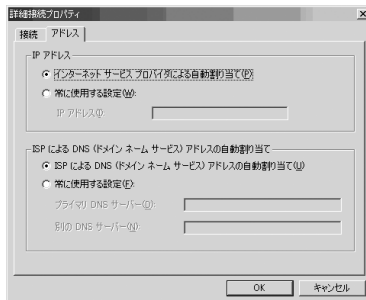 詳細接続プロパティ
接続 アドレス
IP アドレス
インターネット サービス プロバイダによる自動割り当て(P)
常に使用する設定(W):
IP アドレス(I)
ISP による DNS (ドメイン ネーム サービス) アドレスの自動割り当て
ISP による DNS (ドメイン ネーム サービス) アドレスの自動割り当て(U)
常に使用する設定(F):
プライマリ DNS サーバー(D):
別の DNS サーバー(N):
OK キャンセル